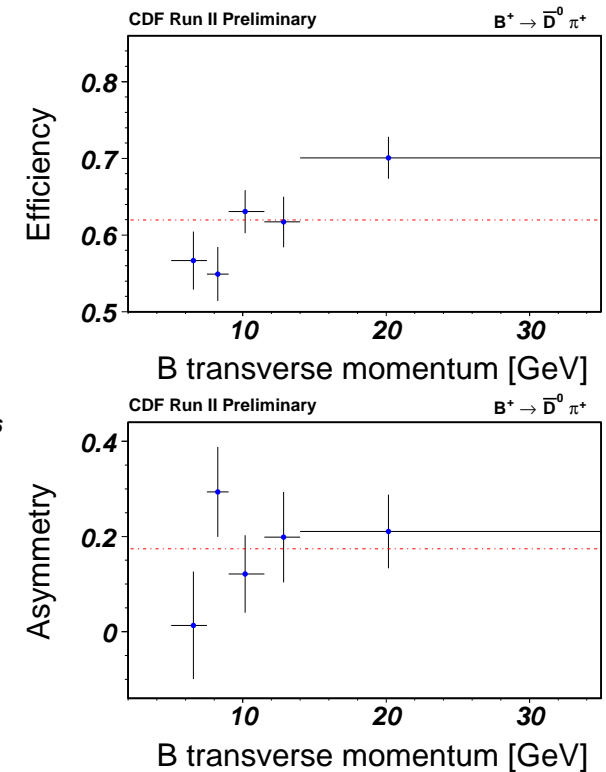 CDF Run II Preliminary
B⁺ → D̅⁰ π⁺
Efficiency
0.8
0.7
0.6
0.5
10
20
30
B transverse momentum [GeV]
CDF Run II Preliminary
B⁺ → D̅⁰ π⁺
s
Asymmetry
0.4
0.2
0
10
20
30
B transverse momentum [GeV]